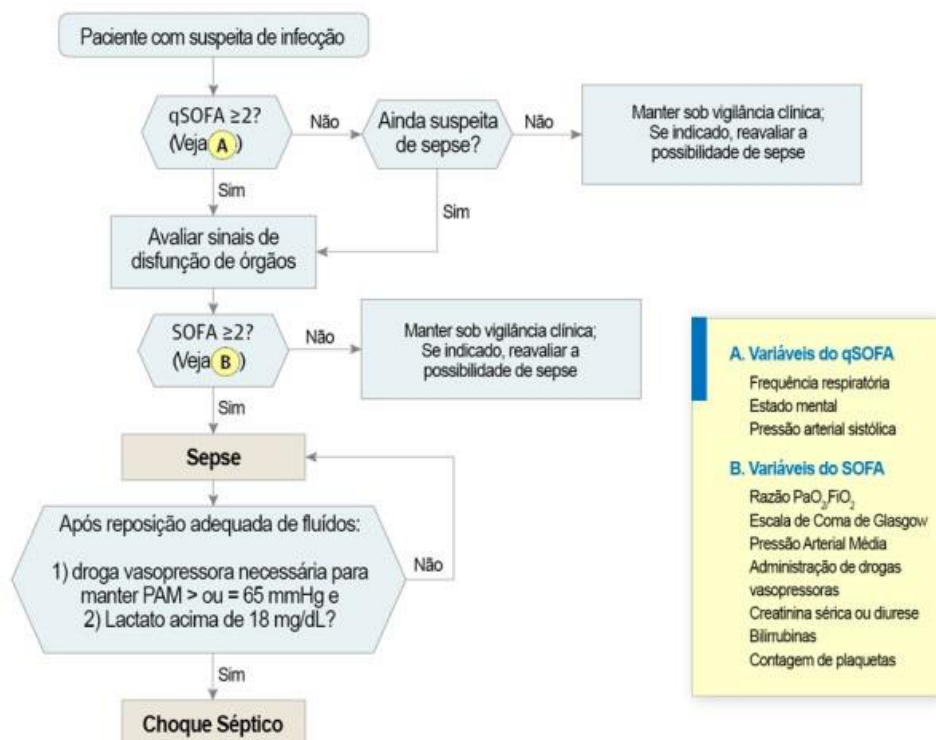 Paciente com suspeita de infecção
qSOFA ≥2?
(Veja A )
Não
Ainda suspeita
de sepse?
Não
Manter sob vigilância clínica;
Se indicado, reavaliar a
possibilidade de sepse
Sim
Sim
Avaliar sinais de
disfunção de órgãos
SOFA ≥2?
(Veja B )
Não
Manter sob vigilância clínica;
Se indicado, reavaliar a
possibilidade de sepse
Sim
Sepse
Após reposição adequada de fluídos:
1) droga vasopressora necessária para
manter PAM > ou = 65 mmHg e
2) Lactato acima de 18 mg/dL?
Não
Sim
Choque Séptico
A. Variáveis do qSOFA
Frequência respiratória
Estado mental
Pressão arterial sistólica
B. Variáveis do SOFA
Razão PaO₂/FiO₂
Escala de Coma de Glasgow
Pressão Arterial Média
Administração de drogas
vasopressoras
Creatinina sérica ou diurese
Bilirrubinas
Contagem de plaquetas